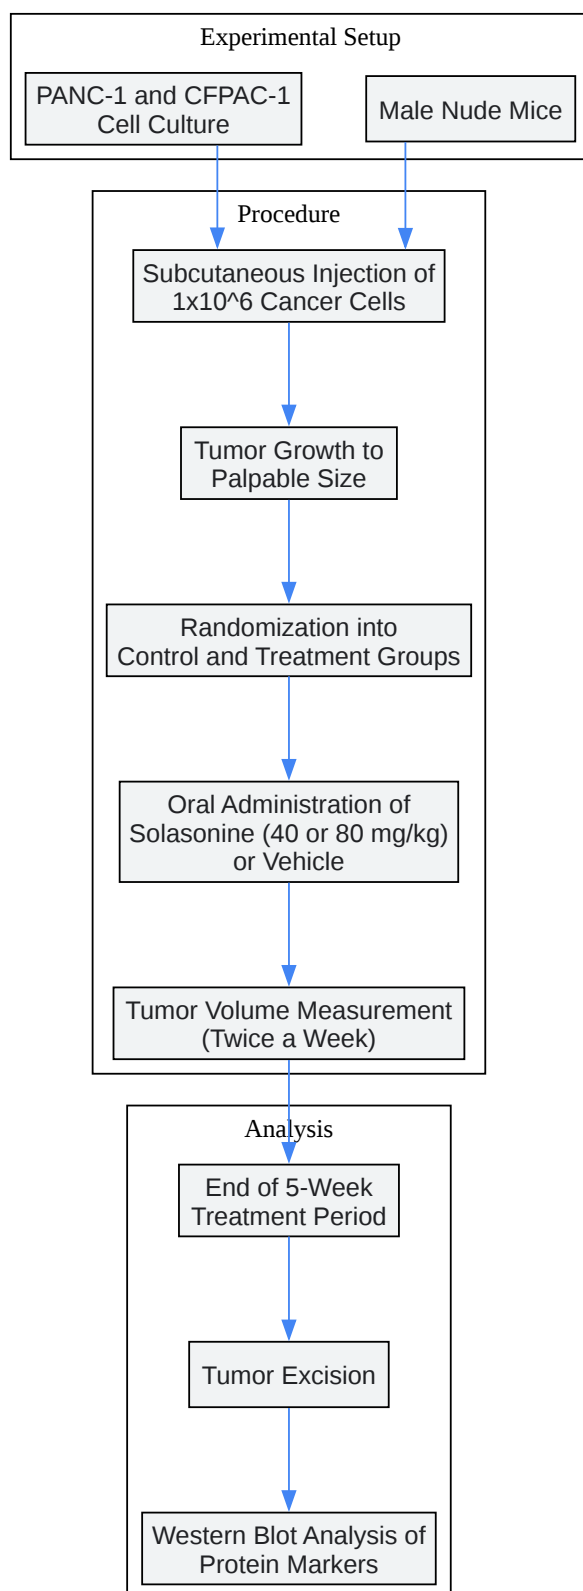 Experimental Setup
PANC-1 and CFPAC-1
Cell Culture
Male Nude Mice
Procedure
Subcutaneous Injection of
1x10^6 Cancer Cells
Tumor Growth to
Palpable Size
Randomization into
Control and Treatment Groups
Oral Administration of
Solasonine (40 or 80 mg/kg)
or Vehicle
Tumor Volume Measurement
(Twice a Week)
Analysis
End of 5-Week
Treatment Period
Tumor Excision
Western Blot Analysis of
Protein Markers